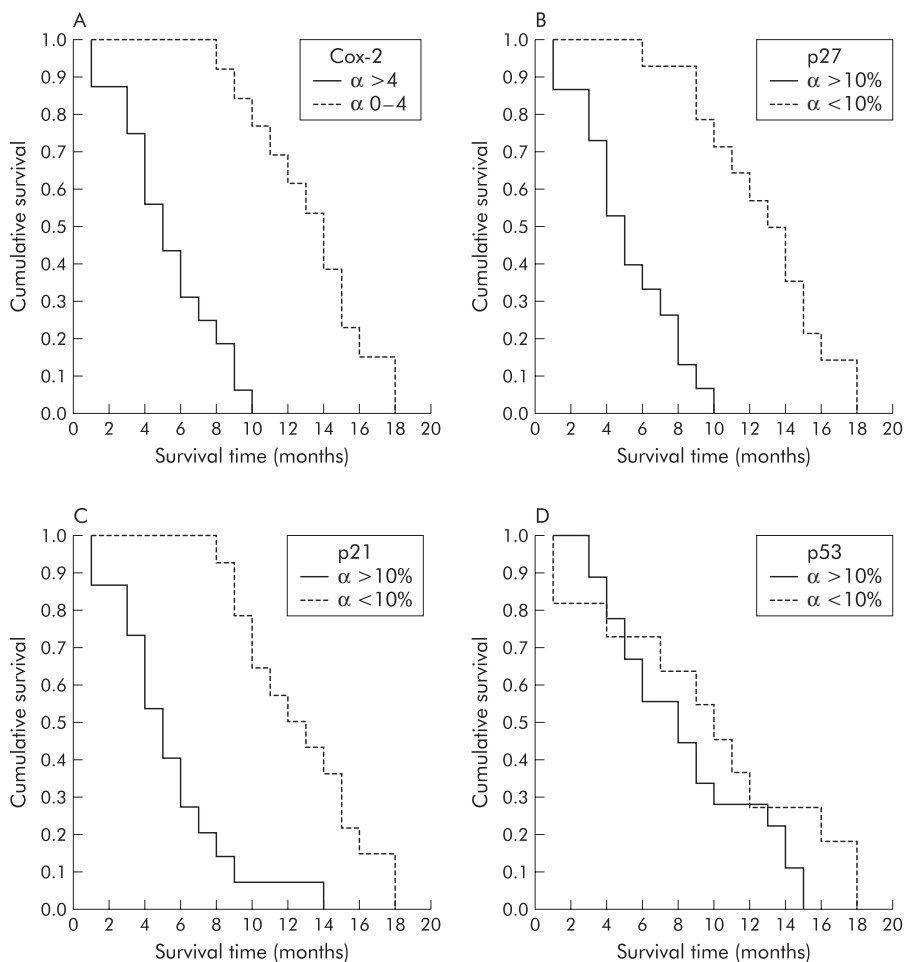 A
Cox-2
α >4
α 0–4
1.0
0.9
0.8
0.7
0.6
0.5
0.4
0.3
0.2
0.1
0.0
Cumulative survival
0 2 4 6 8 10 12 14 16 18 20
Survival time (months)
B
p27
α >10%
α <10%
1.0
0.9
0.8
0.7
0.6
0.5
0.4
0.3
0.2
0.1
0.0
Cumulative survival
0 2 4 6 8 10 12 14 16 18 20
Survival time (months)
C
p21
α >10%
α <10%
1.0
0.9
0.8
0.7
0.6
0.5
0.4
0.3
0.2
0.1
0.0
Cumulative survival
0 2 4 6 8 10 12 14 16 18 20
Survival time (months)
D
p53
α >10%
α <10%
1.0
0.9
0.8
0.7
0.6
0.5
0.4
0.3
0.2
0.1
0.0
Cumulative survival
0 2 4 6 8 10 12 14 16 18 20
Survival time (months)